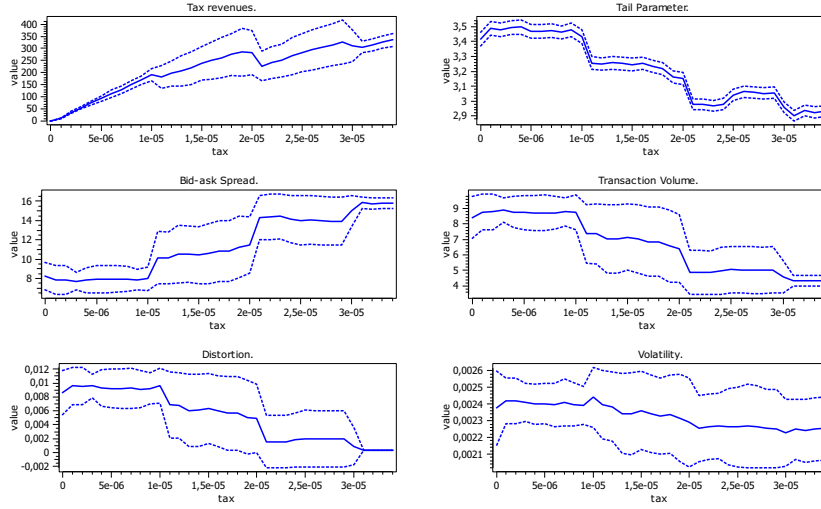 Tax revenues.
value
400
350
300
250
200
150
100
50
0
0 5e-06 1e-05 1,5e-05 2e-05 2,5e-05 3e-05
tax
Tail Parameter.
value
3,5
3,4
3,3
3,2
3,1
3
2,9
0 5e-06 1e-05 1,5e-05 2e-05 2,5e-05 3e-05
tax
Bid-ask Spread.
value
16
14
12
10
8
0 5e-06 1e-05 1,5e-05 2e-05 2,5e-05 3e-05
tax
Transaction Volume.
value
9
8
7
6
5
4
0 5e-06 1e-05 1,5e-05 2e-05 2,5e-05 3e-05
tax
Distortion.
value
0,012
0,01
0,006
0,002
0
-0,002
0 5e-06 1e-05 1,5e-05 2e-05 2,5e-05 3e-05
tax
Volatility.
value
0,0026
0,0025
0,0024
0,0023
0,0022
0,0021
0 5e-06 1e-05 1,5e-05 2e-05 2,5e-05 3e-05
tax